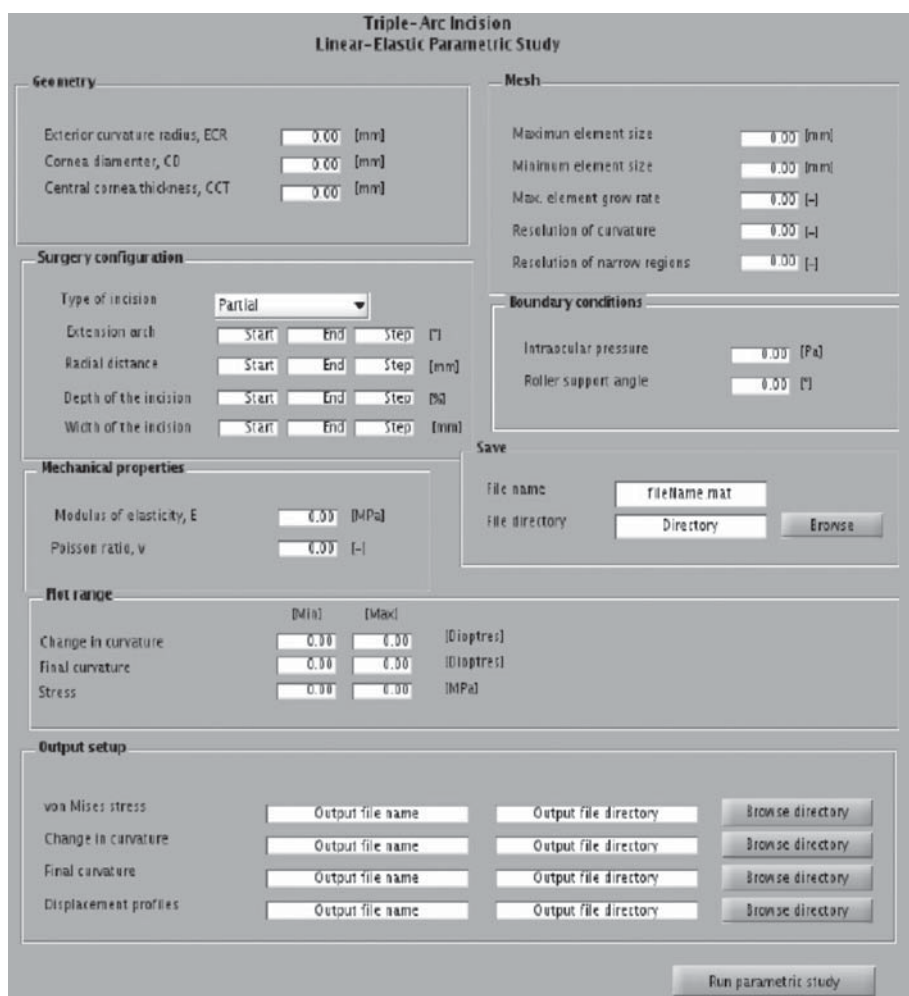 Triple-Arc Incision
Linear-Elastic Parametric Study
Geometry
Exterior curvature radius, ECR 0.00 [mm]
Cornea diamenter, CD 0.00 [mm]
Central cornea thickness, CCT 0.00 [mm]
Mesh
Maximun element size 0.00 [mm]
Minimum element size 0.00 [mm]
Max. element grow rate 0.00 [-]
Resolution of curvature 0.00 [-]
Resolution of narrow regions 0.00 [-]
Surgery configuration
Type of incision Partial
Extension arch Start End Step [°]
Radial distance Start End Step [mm]
Depth of the incision Start End Step [%]
Width of the incision Start End Step [mm]
Boundary conditions
Intraocular pressure 0.00 [Pa]
Roller support angle 0.00 [°]
Mechanical properties
Modulus of elasticity, E 0.00 [MPa]
Poisson ratio, ν 0.00 [-]
Save
File name fileName.mat
File directory Directory Browse
Plot range
[Min] [Max]
Change in curvature 0.00 0.00 [Dioptres]
Final curvature 0.00 0.00 [Dioptres]
Stress 0.00 0.00 [MPa]
Output setup
von Mises stress Output file name Output file directory Browse directory
Change in curvature Output file name Output file directory Browse directory
Final curvature Output file name Output file directory Browse directory
Displacement profiles Output file name Output file directory Browse directory
Run parametric study